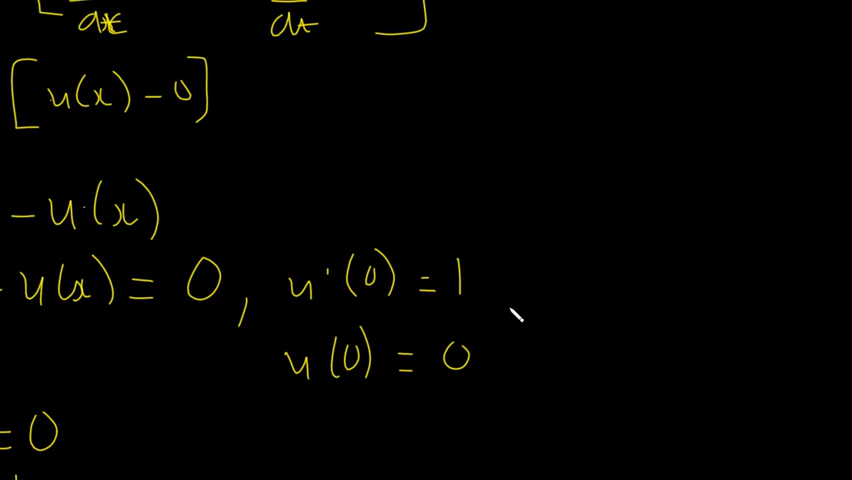 [ dx dt ]
[u(x) - 0]
- u'(x)
u(x) = 0, u'(0) = 1
u(0) = 0
= 0